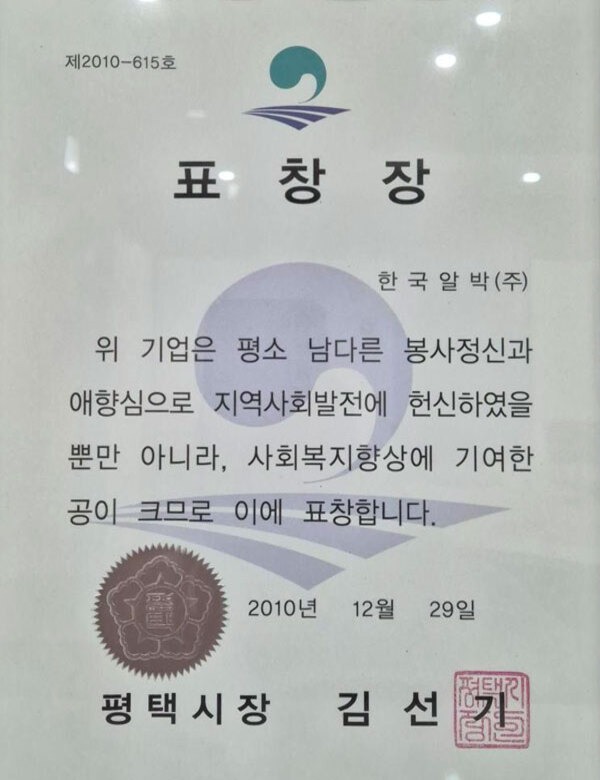 제2010-615호
표 창 장
한 국 알 박 (주)
위 기업은 평소 남다른 봉사정신과
애향심으로 지역사회발전에 헌신하였을
뿐만 아니라, 사회복지향상에 기여한
공이 크므로 이에 표창합니다.
2010년 12월 29일
평택시장 김 선 기